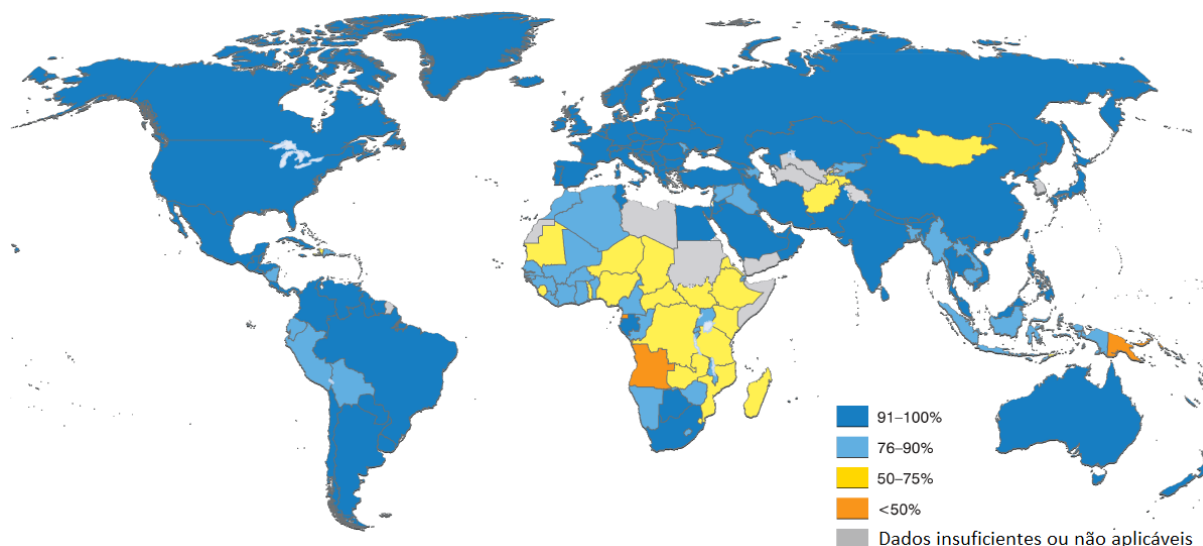 91–100%
76–90%
50–75%
<50%
Dados insuficientes ou não aplicáveis